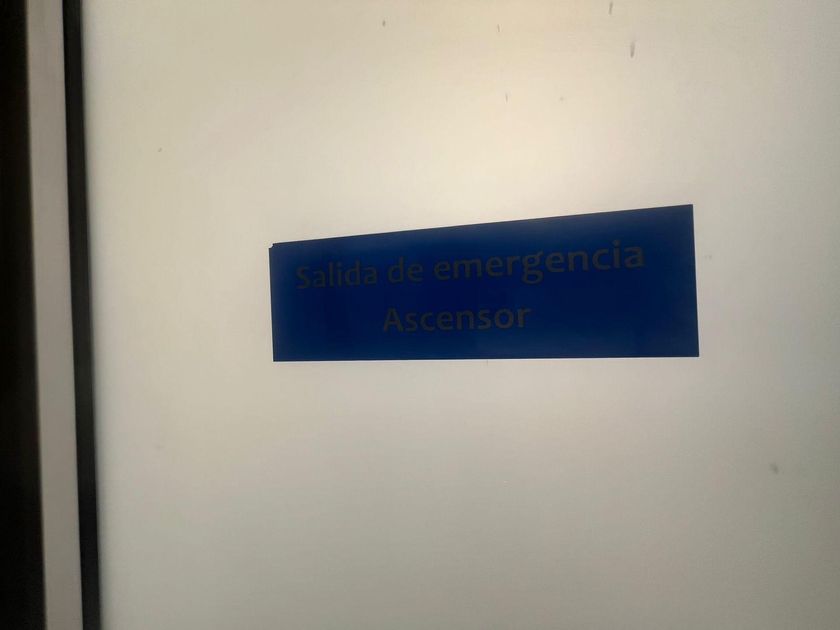 Salida de emergencia
Ascensor